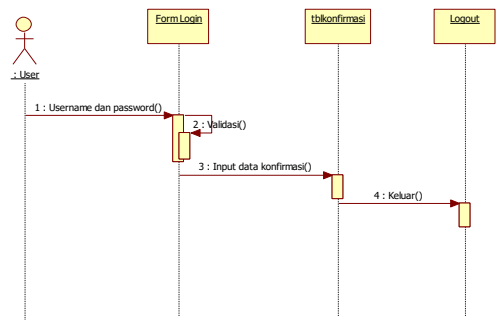 Form Login
tblkonfirmasi
Logout
: User
1 : Username dan password()
2 : Validasi()
3 : Input data konfirmasi()
4 : Keluar()